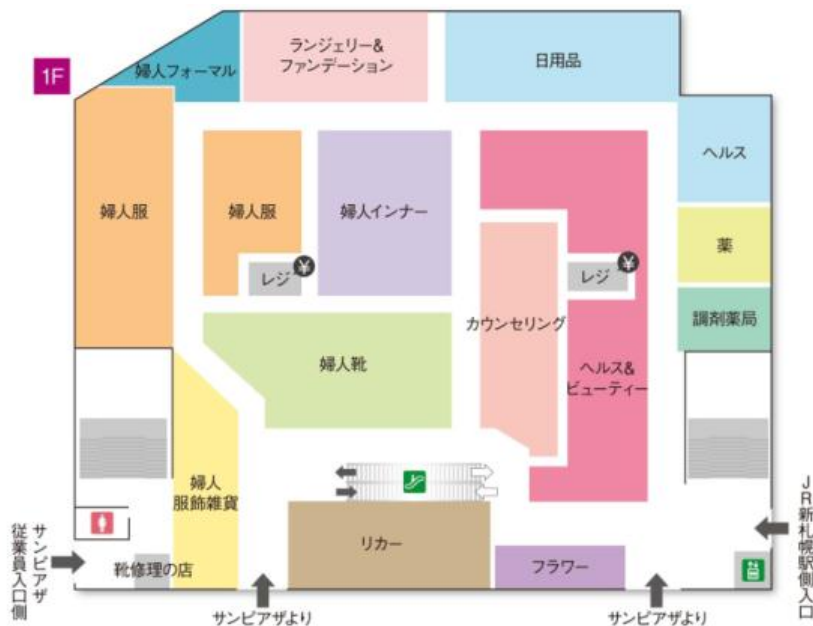 1F
婦人フォーマル
ランジェリー&
ファンデーション
日用品
ヘルス
婦人服
婦人服
婦人インナー
薬
レジ
¥
レジ
¥
カウンセリング
調剤薬局
婦人靴
ヘルス&
ビューティー
婦人
服飾雑貨
リカー
フラワー
靴修理の店
サンピアザ
従業員入口側
JR新札幌駅側入口
サンピアザより
サンピアザより